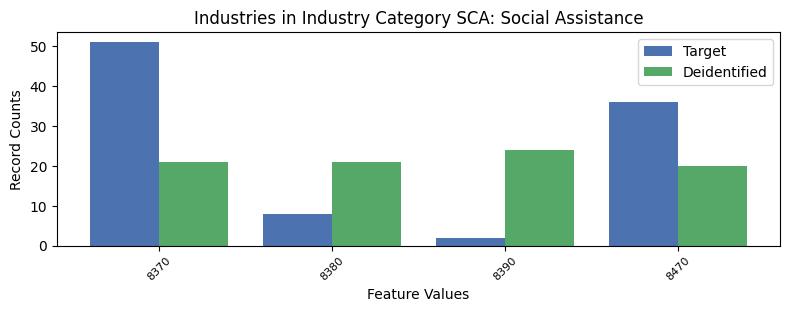 Industries in Industry Category SCA: Social Assistance
Target
Deidentified
Record Counts
50
40
30
20
10
0
8370 8380 8390 8470
Feature Values